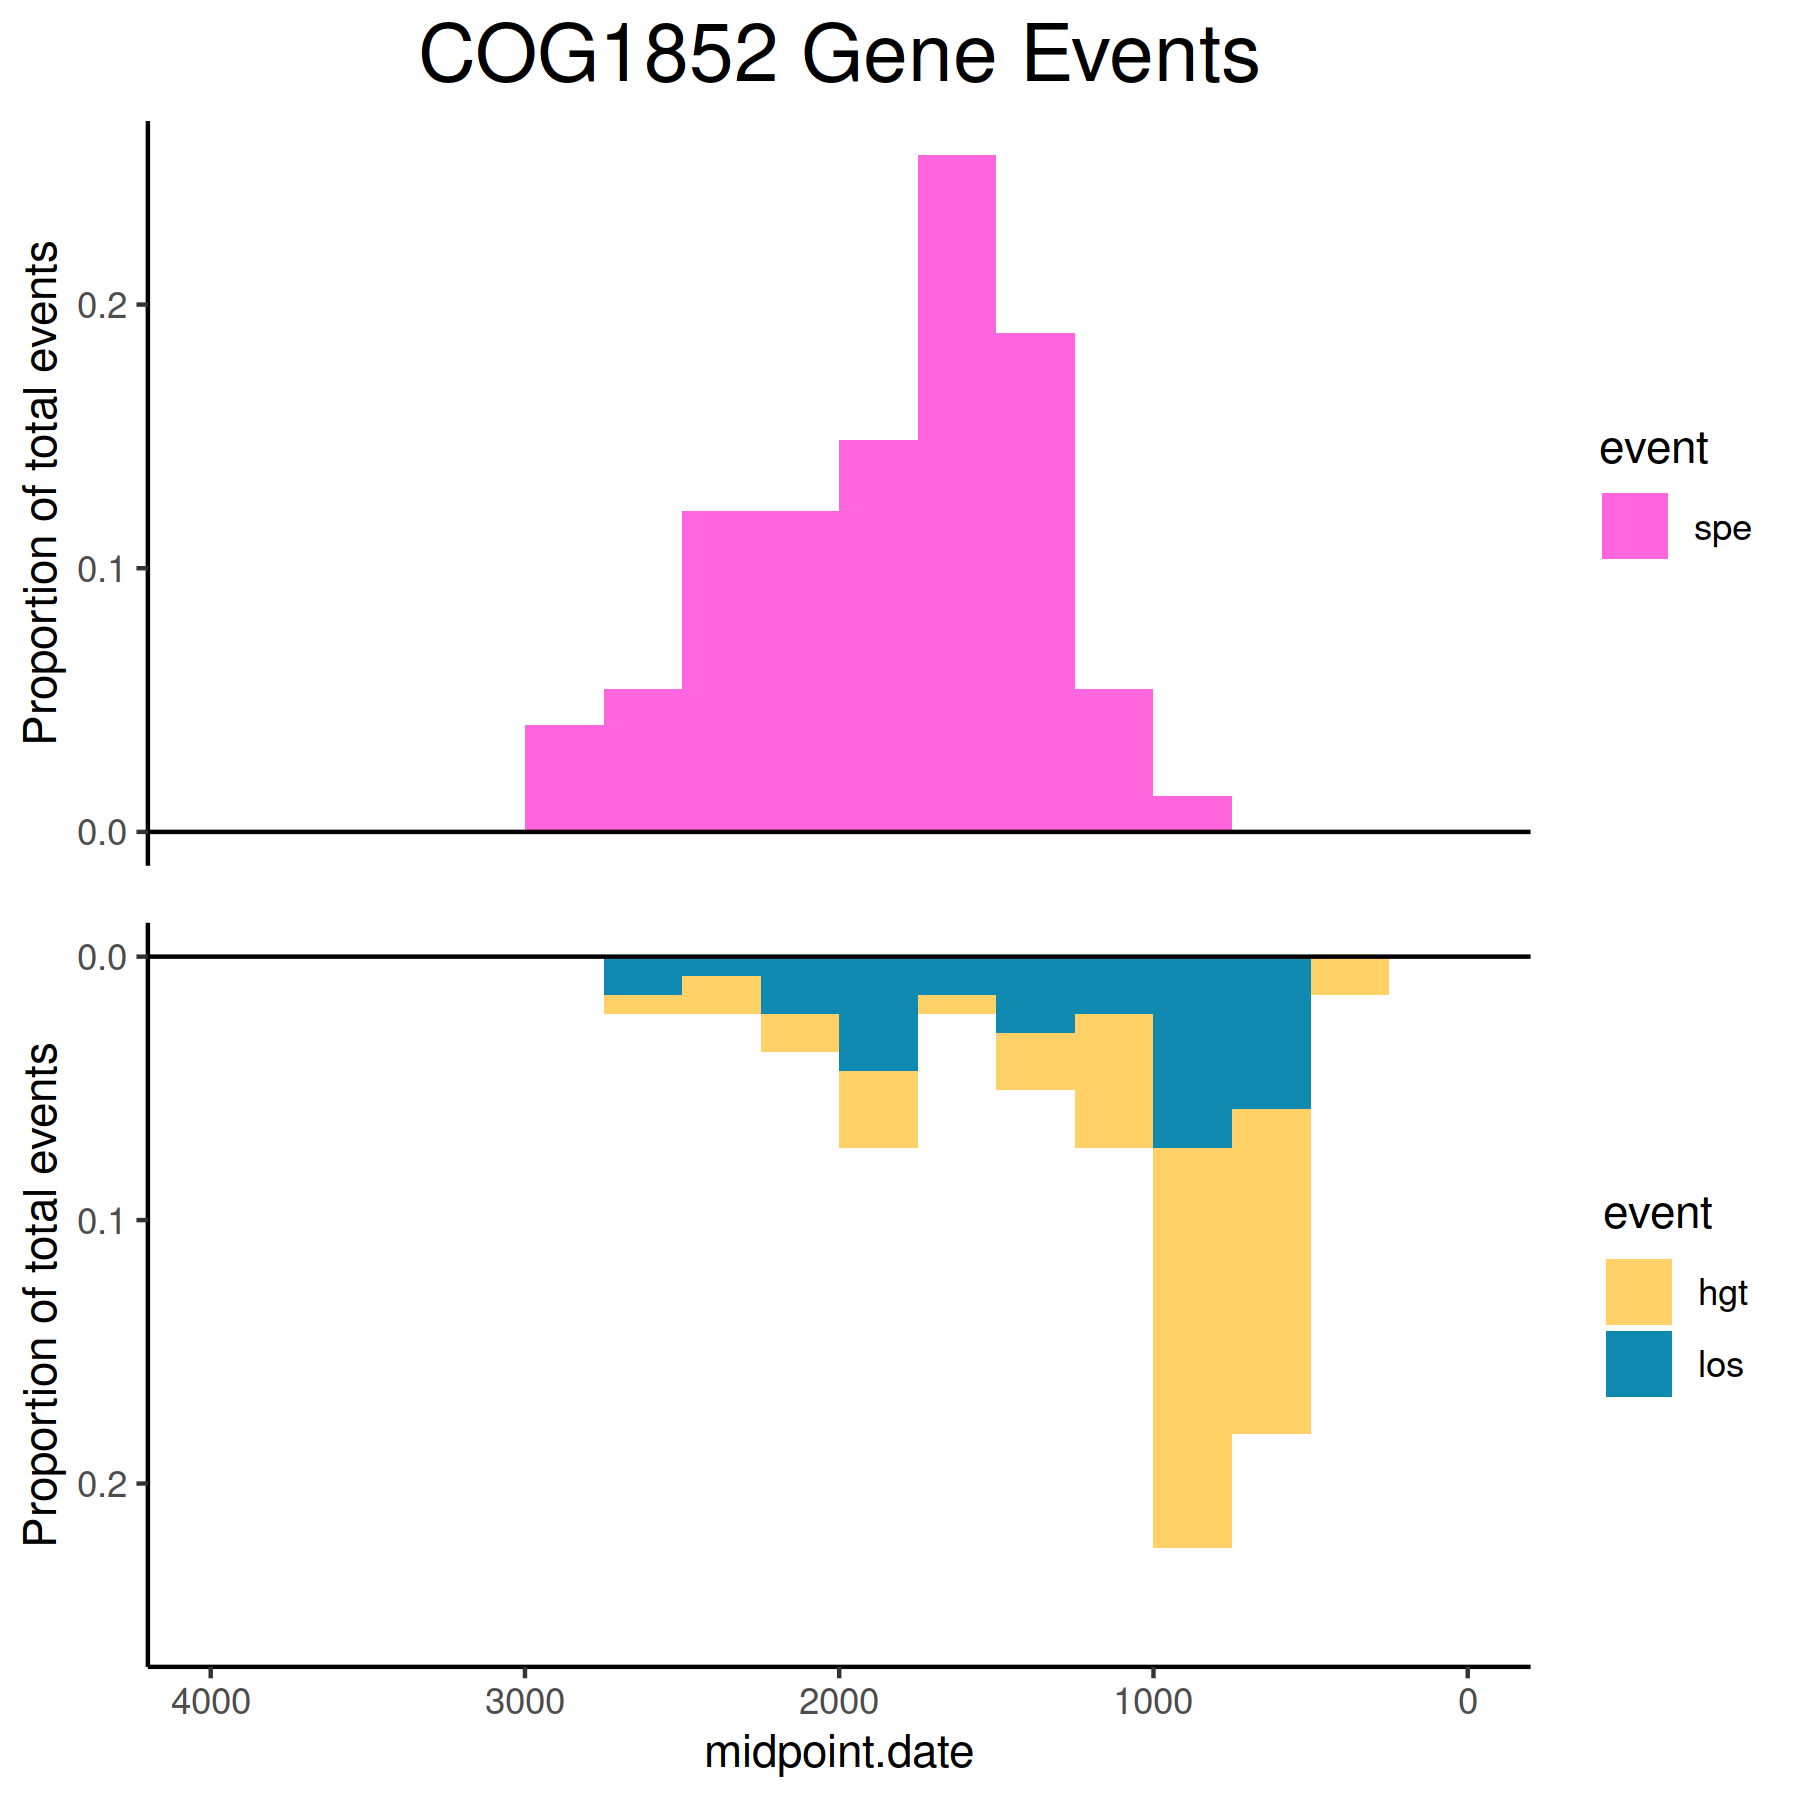 COG1852 Gene Events
Proportion of total events
0.2
0.1
0.0
event
spe
Proportion of total events
0.0
0.1
0.2
event
hgt
los
4000 3000 2000 1000 0
midpoint.date